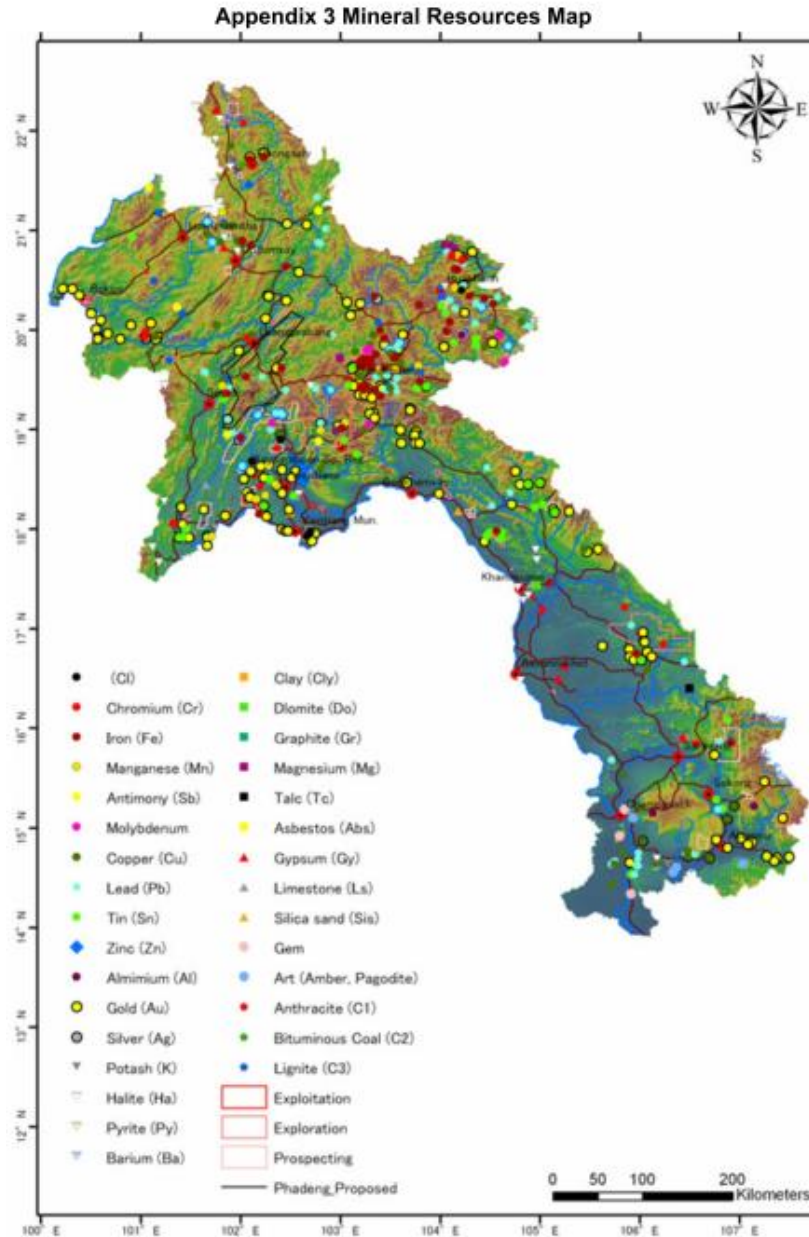 Appendix 3 Mineral Resources Map
N
W E
S
22° N
21° N
20° N
19° N
18° N
17° N
16° N
15° N
14° N
13° N
12° N
(Cl)
Chromium (Cr)
Iron (Fe)
Manganese (Mn)
Antimony (Sb)
Molybdenum
Copper (Cu)
Lead (Pb)
Tin (Sn)
Zinc (Zn)
Almimium (Al)
Gold (Au)
Silver (Ag)
Potash (K)
Halite (Ha)
Pyrite (Py)
Barium (Ba)
Clay (Cly)
Dlomite (Do)
Graphite (Gr)
Magnesium (Mg)
Talc (Tc)
Asbestos (Abs)
Gypsum (Gy)
Limestone (Ls)
Silica sand (Sis)
Gem
Art (Amber, Pagodite)
Anthracite (C1)
Bituminous Coal (C2)
Lignite (C3)
Exploitation
Exploration
Prospecting
Phadeng_Proposed
0 50 100 200
Kilometers
100° E 101° E 102° E 103° E 104° E 105° E 106° E 107° E